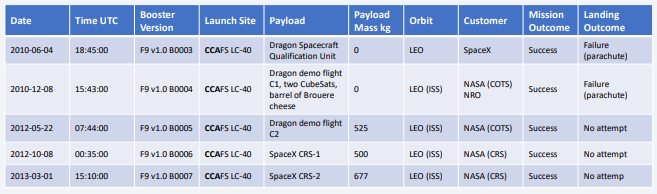 Date Time UTC Booster Version Launch Site Payload Payload Mass kg Orbit Customer Mission Outcome Landing Outcome
2010-06-04 18:45:00 F9 v1.0 B0003 CCAFS LC-40 Dragon Spacecraft Qualification Unit 0 LEO SpaceX Success Failure (parachute)
2010-12-08 15:43:00 F9 v1.0 B0004 CCAFS LC-40 Dragon demo flight C1, two CubeSats, barrel of Brouere cheese 0 LEO (ISS) NASA (COTS) NRO Success Failure (parachute)
2012-05-22 07:44:00 F9 v1.0 B0005 CCAFS LC-40 Dragon demo flight C2 525 LEO (ISS) NASA (COTS) Success No attempt
2012-10-08 00:35:00 F9 v1.0 B0006 CCAFS LC-40 SpaceX CRS-1 500 LEO (ISS) NASA (CRS) Success No attempt
2013-03-01 15:10:00 F9 v1.0 B0007 CCAFS LC-40 SpaceX CRS-2 677 LEO (ISS) NASA (CRS) Success No attemp